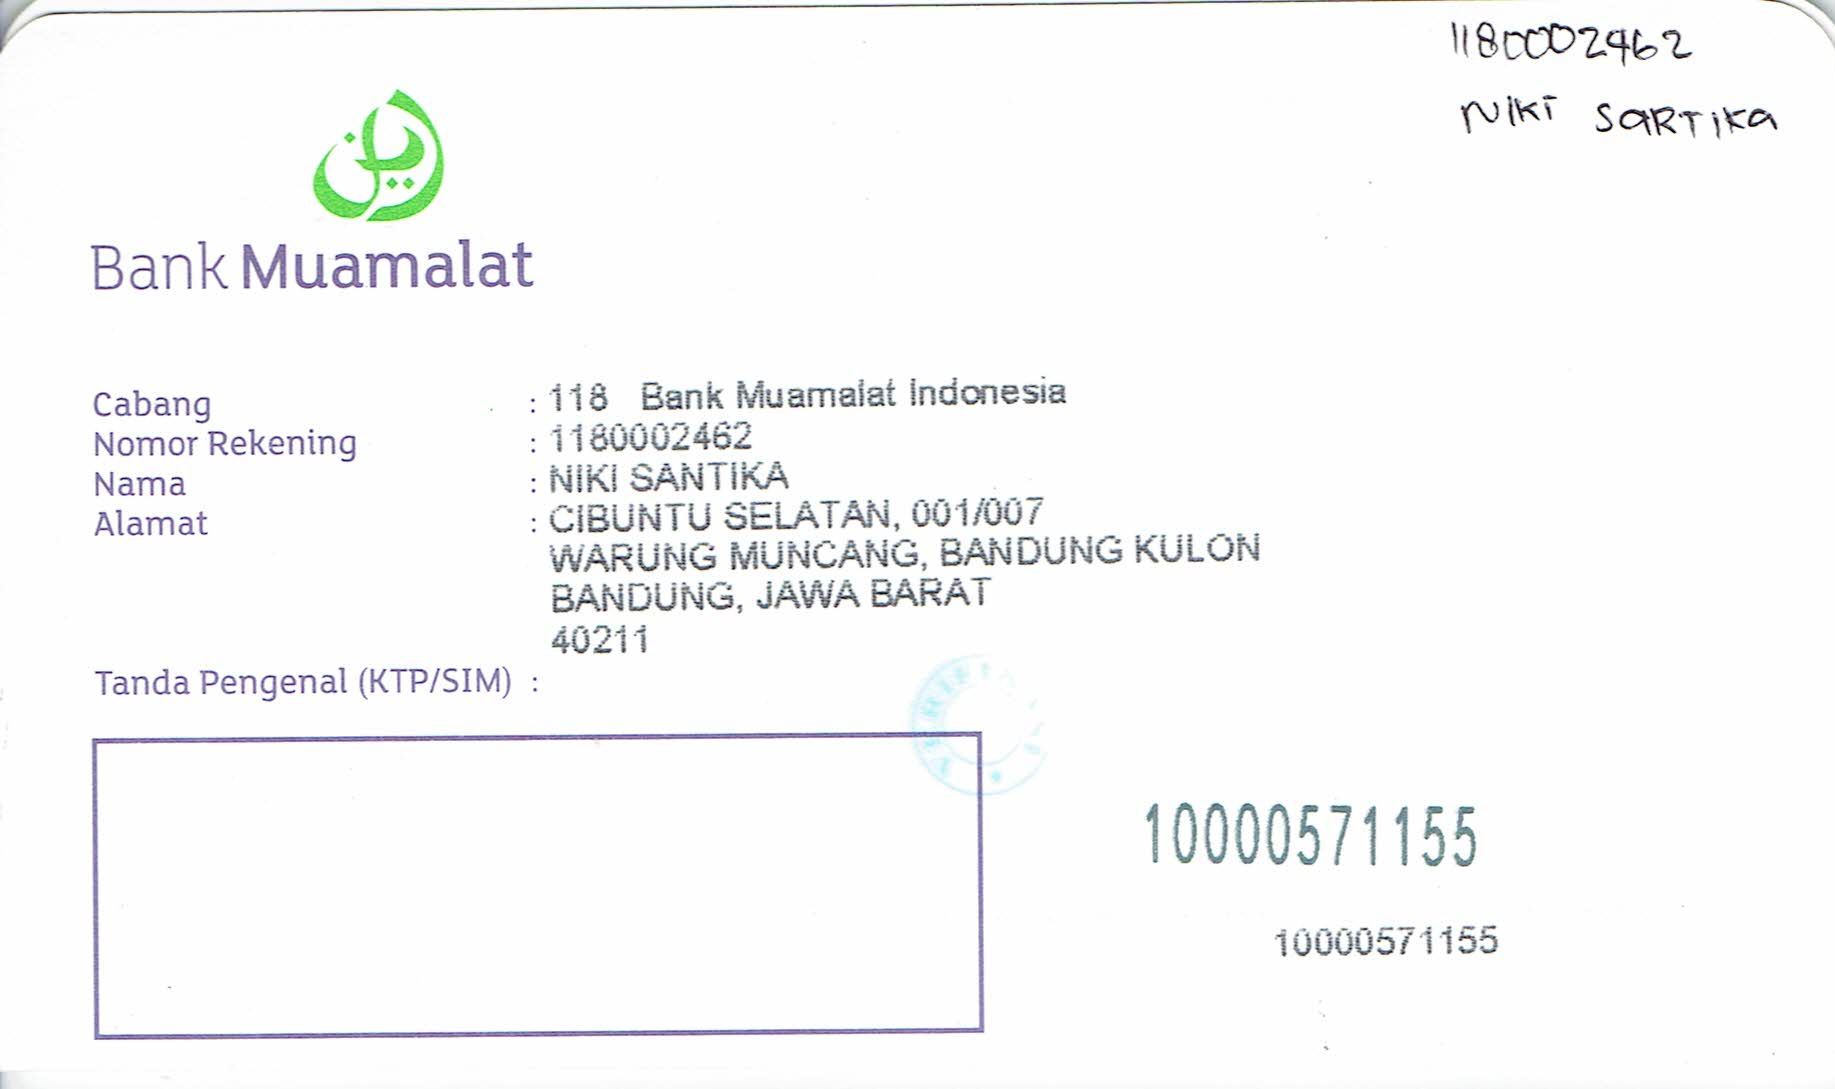 1180002462
NIKI SARTIKA
Bank Muamalat
Cabang : 118 Bank Muamalat Indonesia
Nomor Rekening : 1180002462
Nama : NIKI SANTIKA
Alamat : CIBUNTU SELATAN, 001/007
WARUNG MUNCANG, BANDUNG KULON
BANDUNG, JAWA BARAT
40211
Tanda Pengenal (KTP/SIM) :
10000571155
10000571155